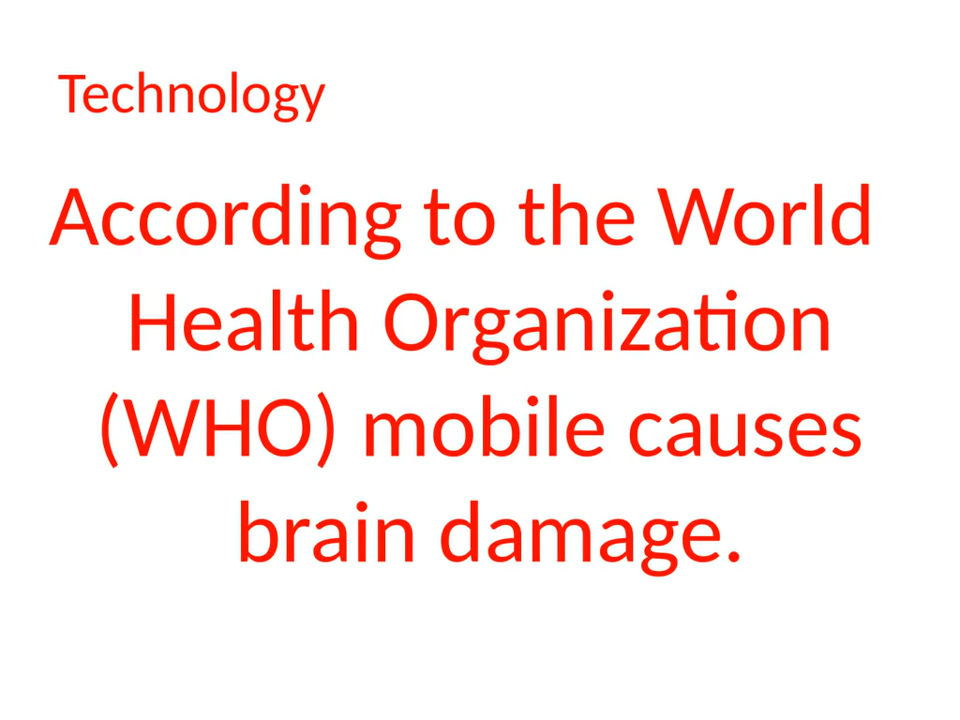 Technology
According to the World
Health Organization
(WHO) mobile causes
brain damage.